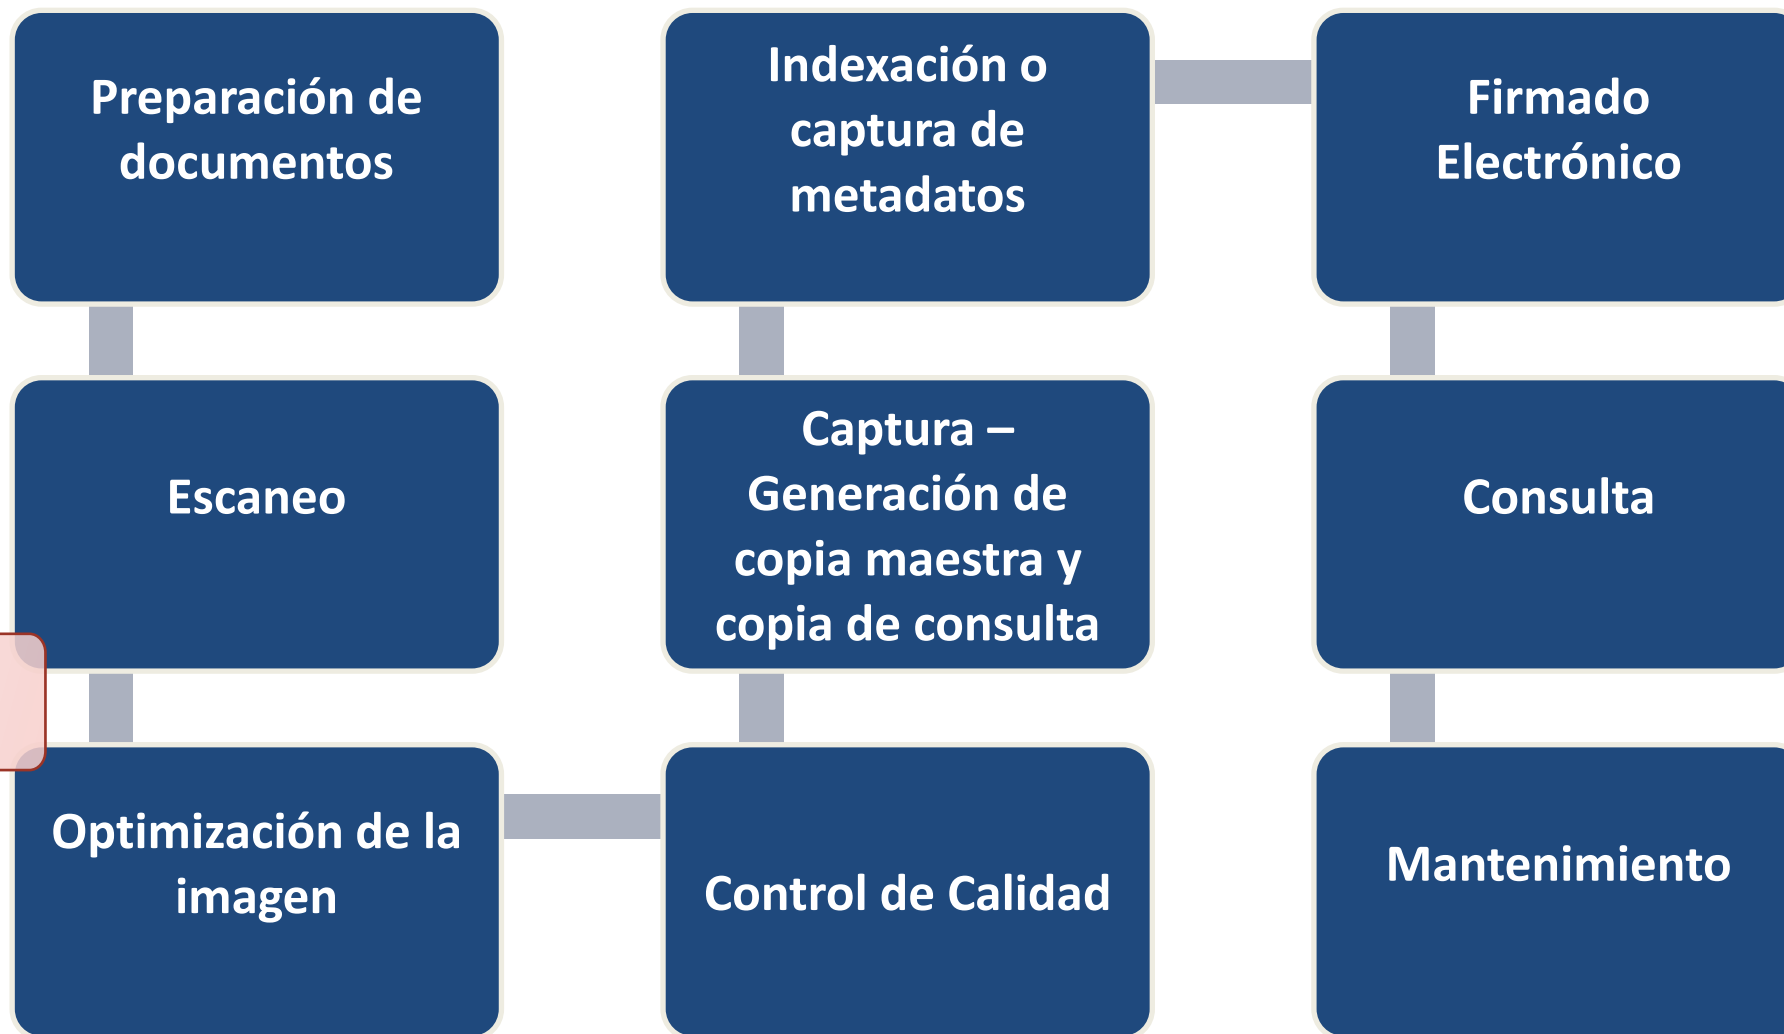 Preparación de
documentos
Escaneo
Optimización de la
imagen
Control de Calidad
Captura –
Generación de
copia maestra y
copia de consulta
Indexación o
captura de
metadatos
Firmado
Electrónico
Consulta
Mantenimiento